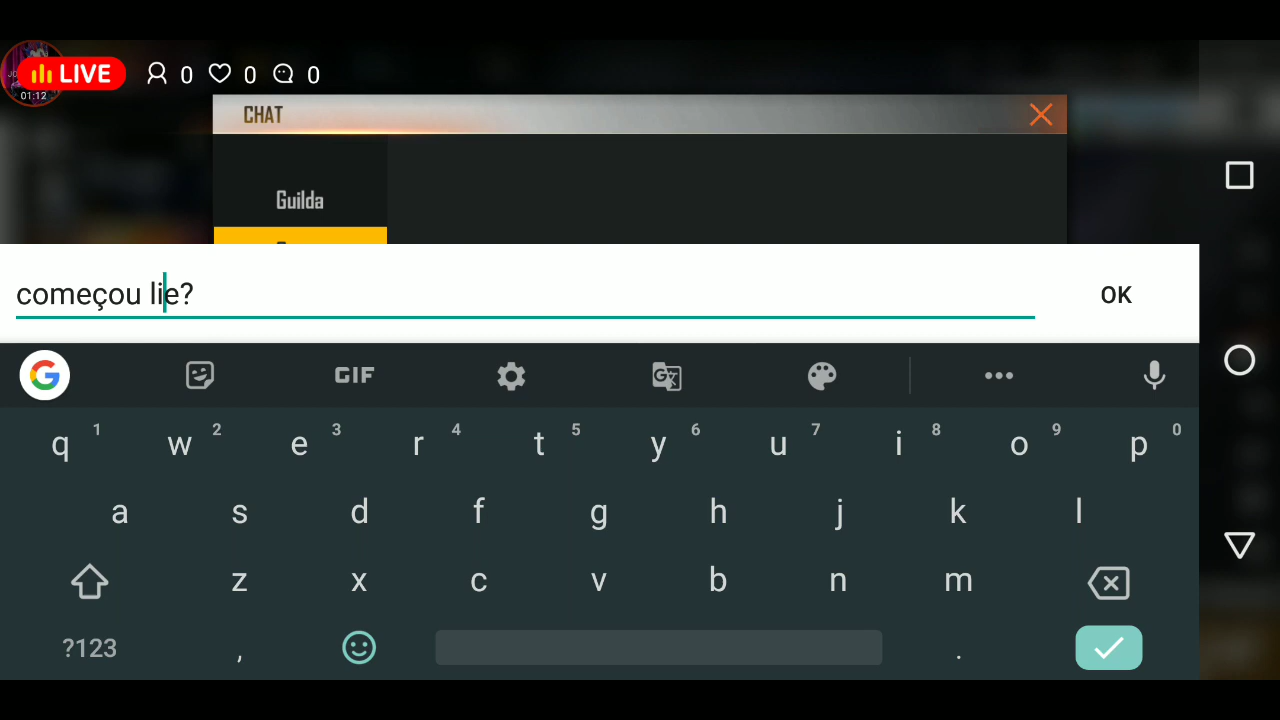 LIVE 0 0 0
01:12
CHAT
Guilda
começou lie?
OK
GIF
q 1 w 2 e 3 r 4 t 5 y 6 u 7 i 8 o 9 p 0
a s d f g h j k l
z x c v b n m
?123 , .